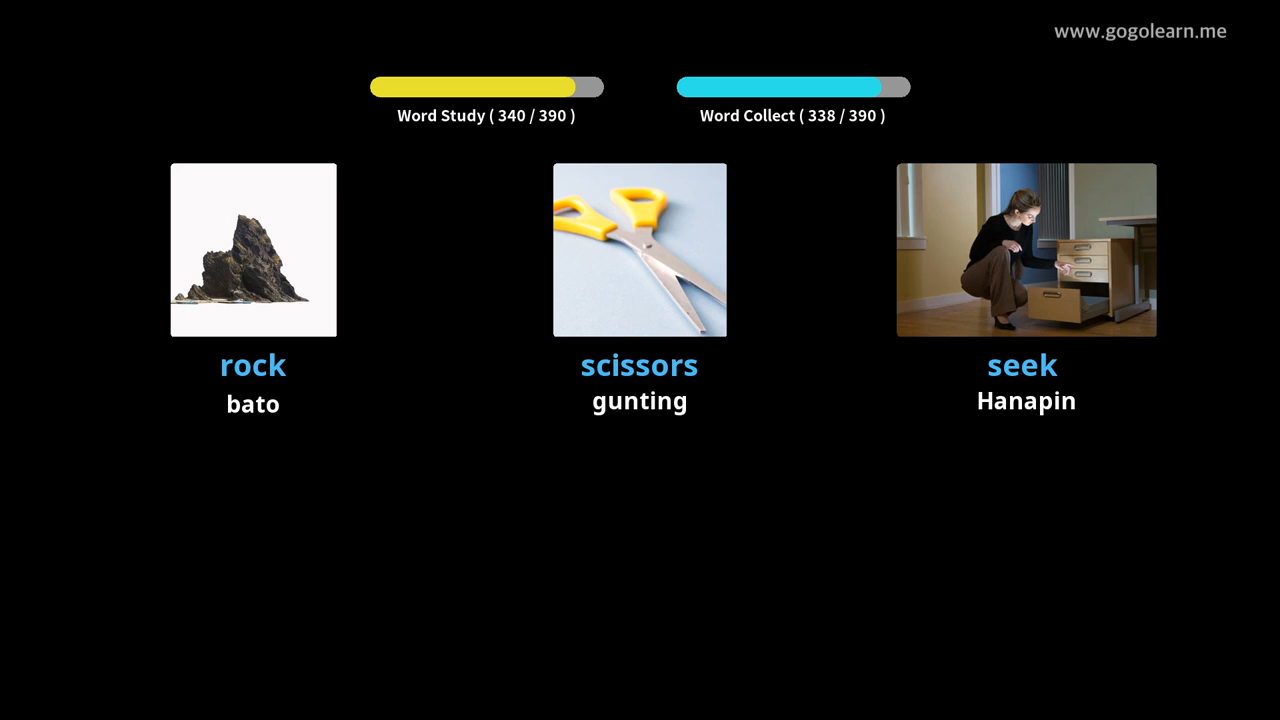 www.gogolearn.me
Word Study ( 340 / 390 )
Word Collect ( 338 / 390 )
rock
bato
scissors
gunting
seek
Hanapin